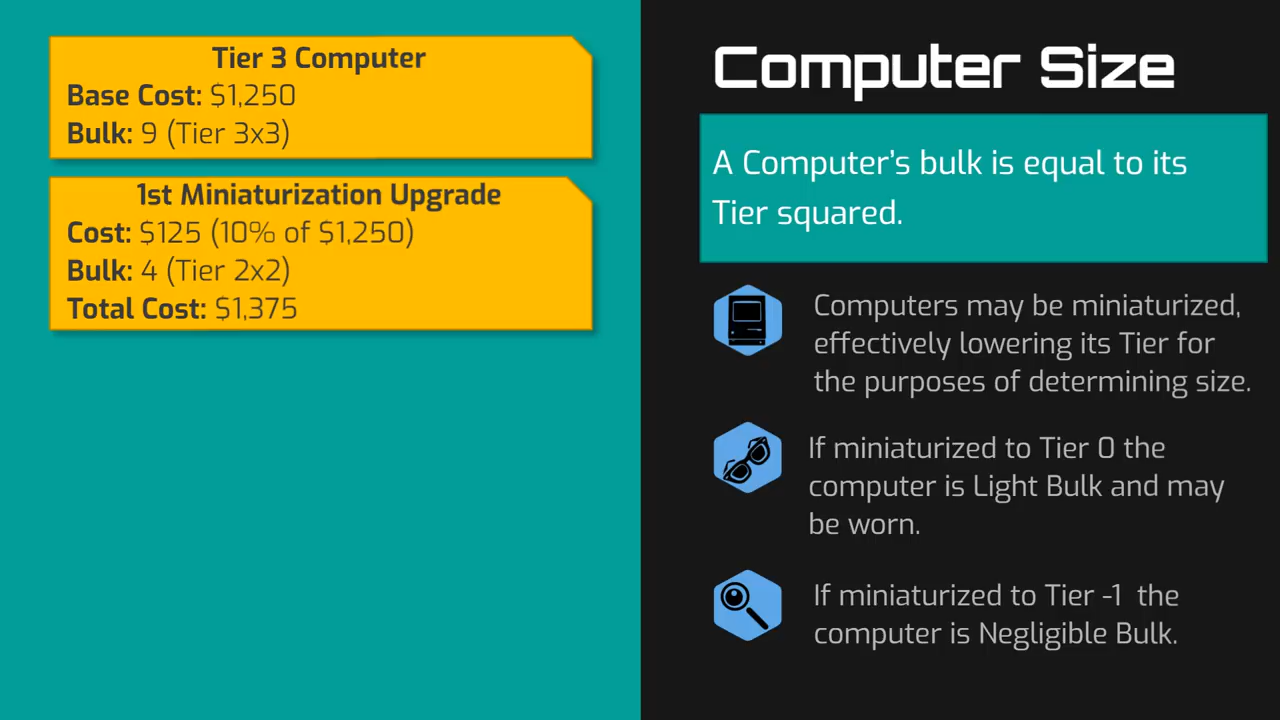 Tier 3 Computer
Base Cost: $1,250
Bulk: 9 (Tier 3x3)
1st Miniaturization Upgrade
Cost: $125 (10% of $1,250)
Bulk: 4 (Tier 2x2)
Total Cost: $1,375
Computer Size
A Computer's bulk is equal to its
Tier squared.
Computers may be miniaturized,
effectively lowering its Tier for
the purposes of determining size.
If miniaturized to Tier 0 the
computer is Light Bulk and may
be worn.
If miniaturized to Tier -1 the
computer is Negligible Bulk.